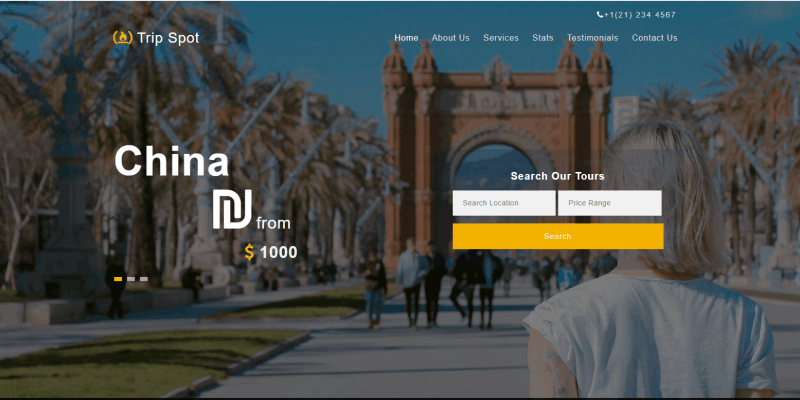 +1(21) 234 4567
Trip Spot
Home About Us Services Stats Testimonials Contact Us
China
₪ from
$ 1000
Search Our Tours
Search Location Price Range
Search